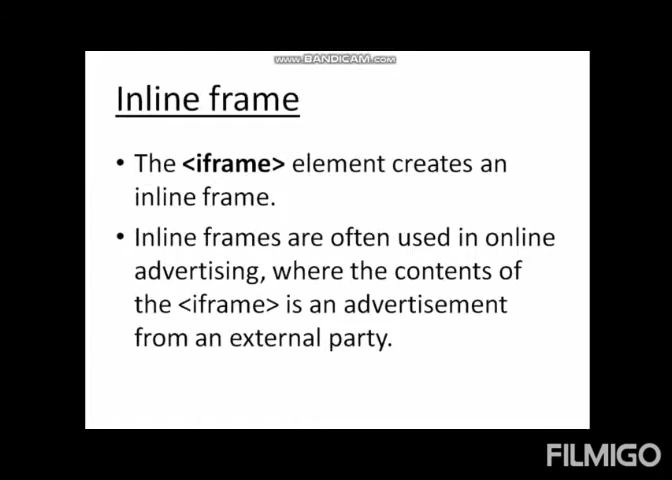 www.BANDICAM.com
Inline frame
• The <iframe> element creates an
inline frame.
• Inline frames are often used in online
advertising, where the contents of
the <iframe> is an advertisement
from an external party.
FILMIGO